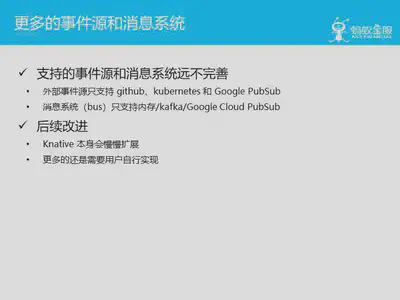 更多的事件源和消息系统
蚂蚁金服
支持的事件源和消息系统远不完善
外部事件源只支持 github、kubernetes 和 Google PubSub
消息系统（bus）只支持内存/kafka/Google Cloud PubSub
后续改进
Knative 本身会慢慢扩展
更多的还是需要用户自行实现